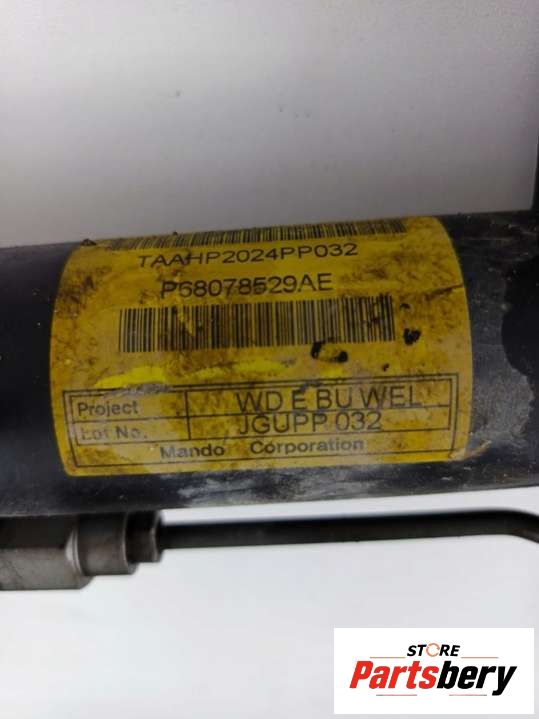 TAAHP2024PP032
P68078529AE
Project WD E BU WEL
Lot No. JGUPP 032
Mando Corporation
STORE
Partsbery